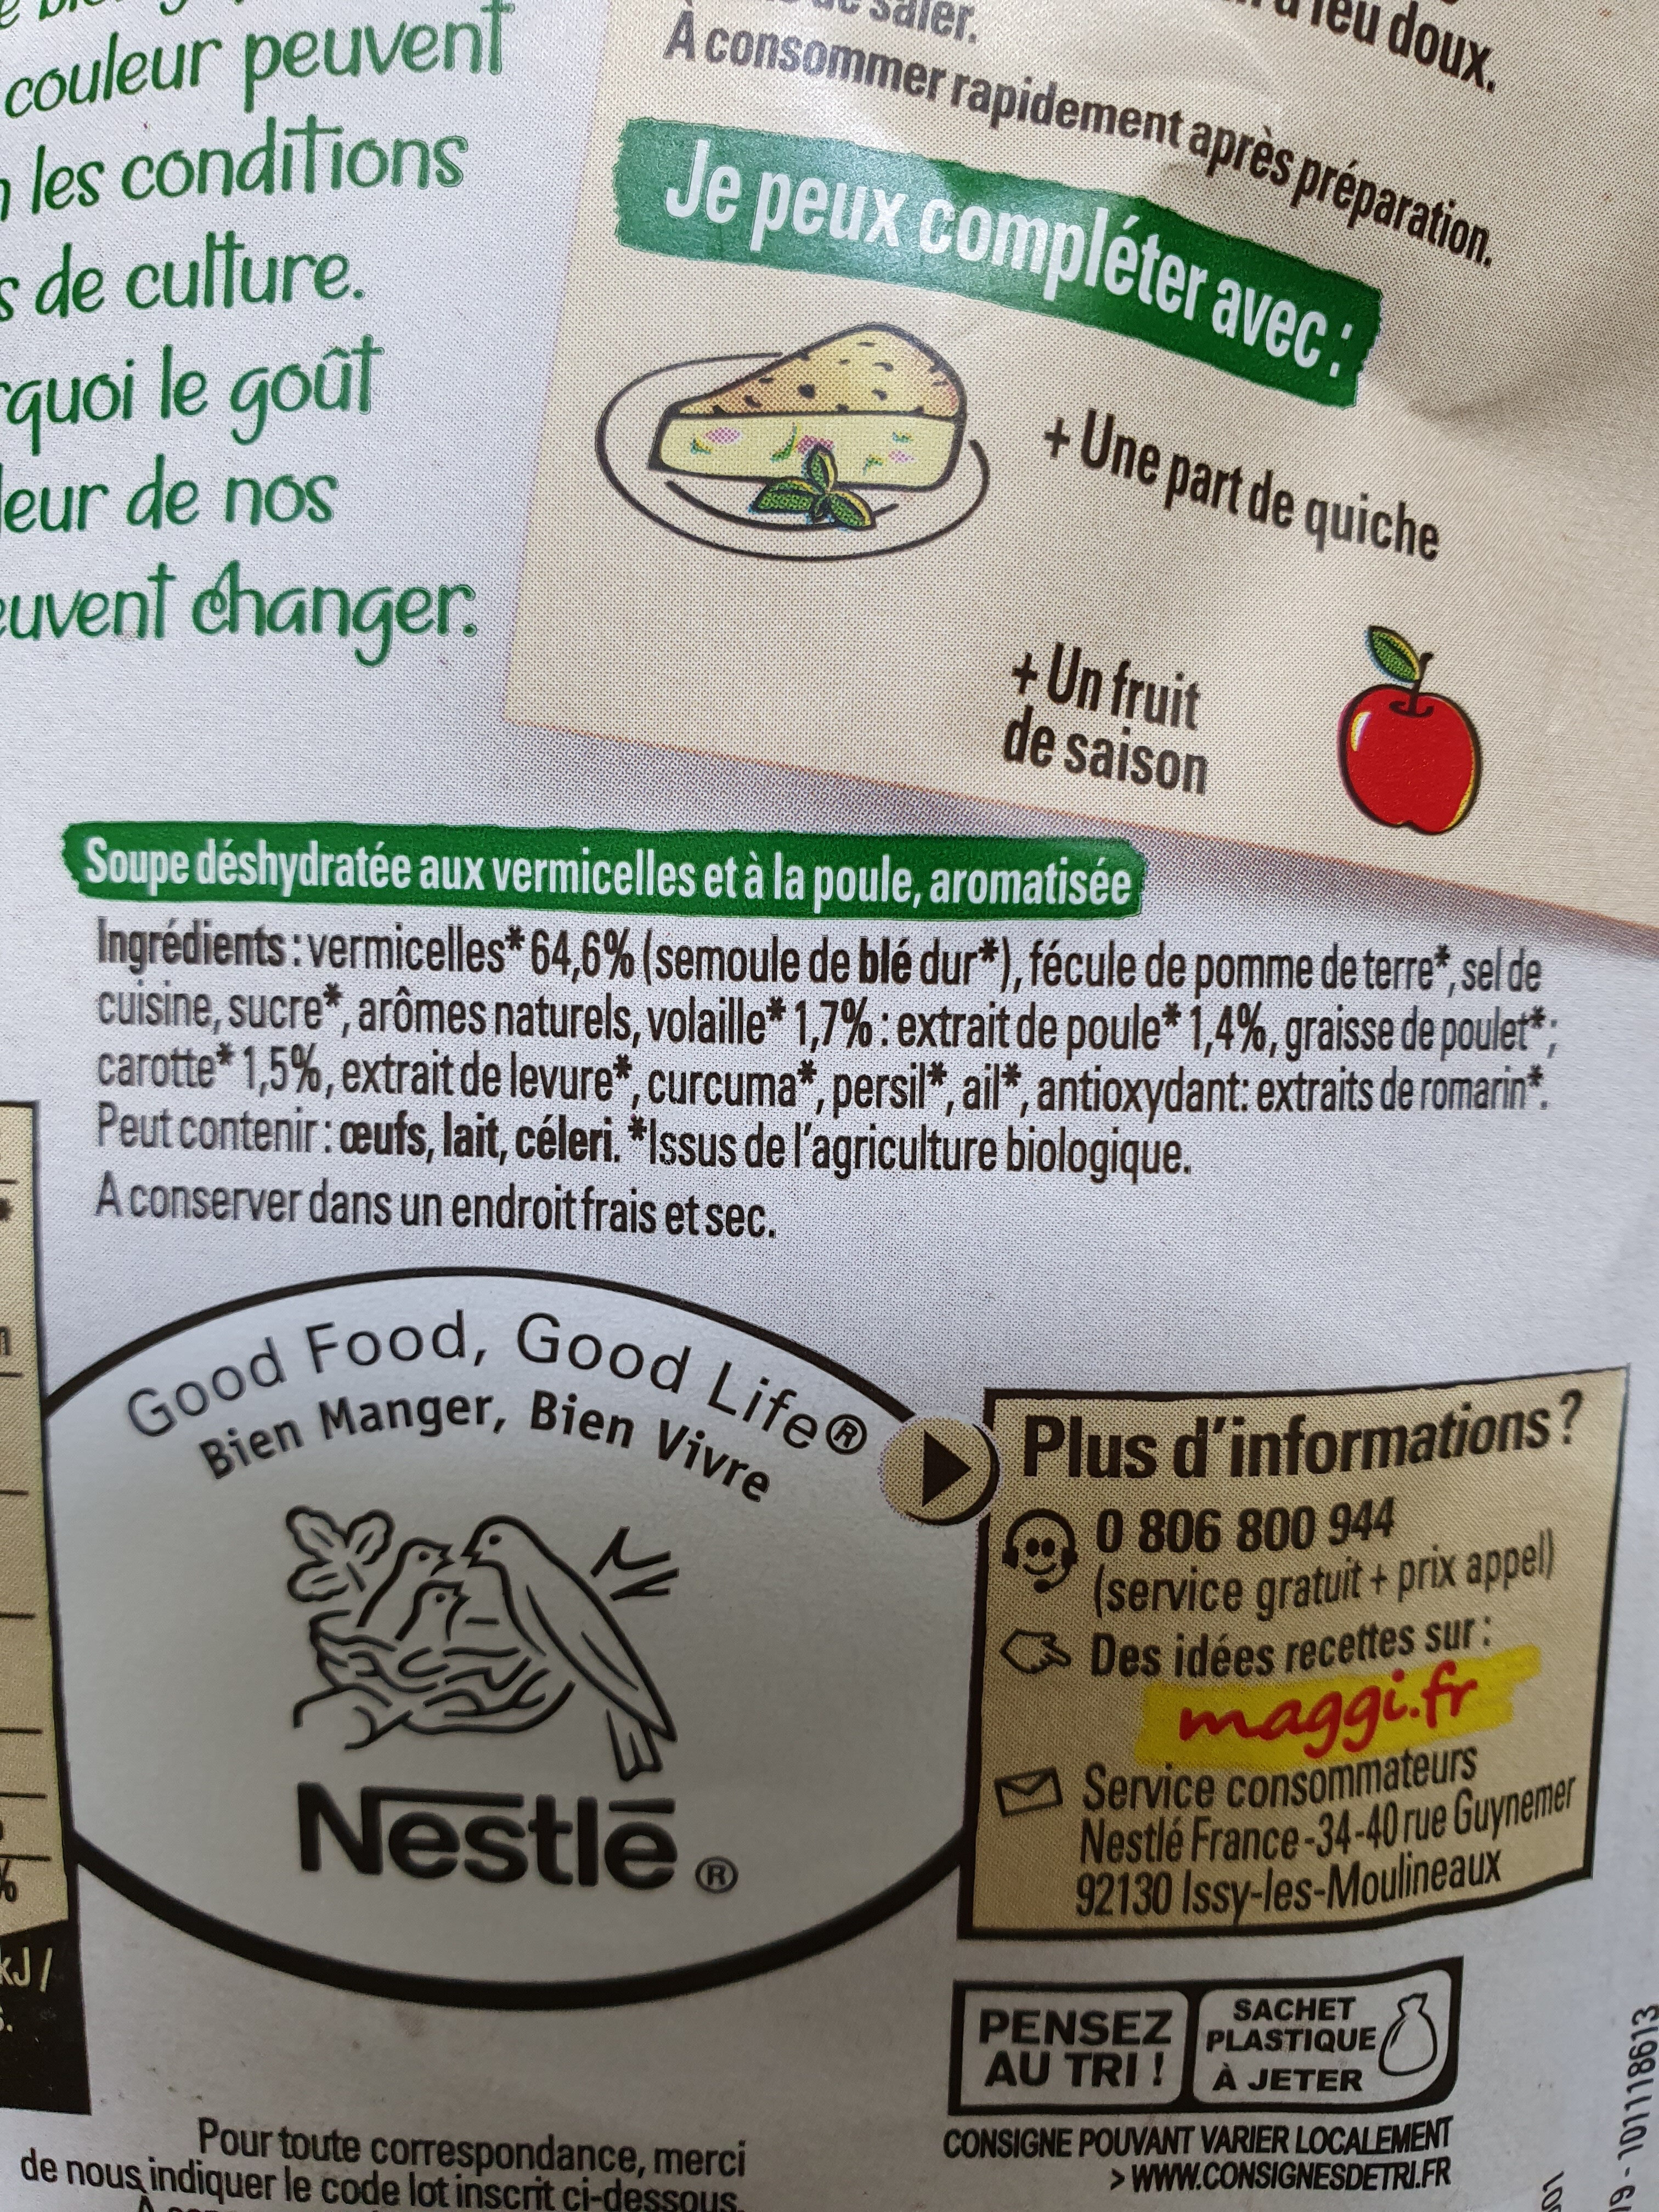 couleur peuvent
les conditions
de culture.
le goût
de nos
changer.
saler.
feu doux.
À consommer rapidement après préparation.
Je peux compléter avec :
+ Une part de quiche
+ Un fruit
de saison
Soupe déshydratée aux vermicelles et à la poule, aromatisée
Ingrédients : vermicelles* 64,6% (semoule de blé dur*), fécule de pomme de terre*, sel de
cuisine, sucre*, arômes naturels, volaille* 1,7% : extrait de poule* 1,4%, graisse de poulet* ;
carotte* 1,5%, extrait de levure*, curcuma*, persil*, ail*, antioxydant: extraits de romarin*.
Peut contenir : œufs, lait, céleri. *Issus de l'agriculture biologique.
A conserver dans un endroit frais et sec.
Good Food, Good Life®
Bien Manger, Bien Vivre
Nestlé®
Plus d'informations ?
0 806 800 944
(service gratuit + prix appel)
Des idées recettes sur :
maggi.fr
Service consommateurs
Nestlé France - 34-40 rue Guynemer
92130 Issy-les-Moulineaux
kJ /
%
PENSEZ
AU TRI !
SACHET
PLASTIQUE
À JETER
CONSIGNE POUVANT VARIER LOCALEMENT
> WWW.CONSIGNESDETRI.FR
Pour toute correspondance, merci
de nous indiquer le code lot inscrit ci-dessous.
9 - 101118613